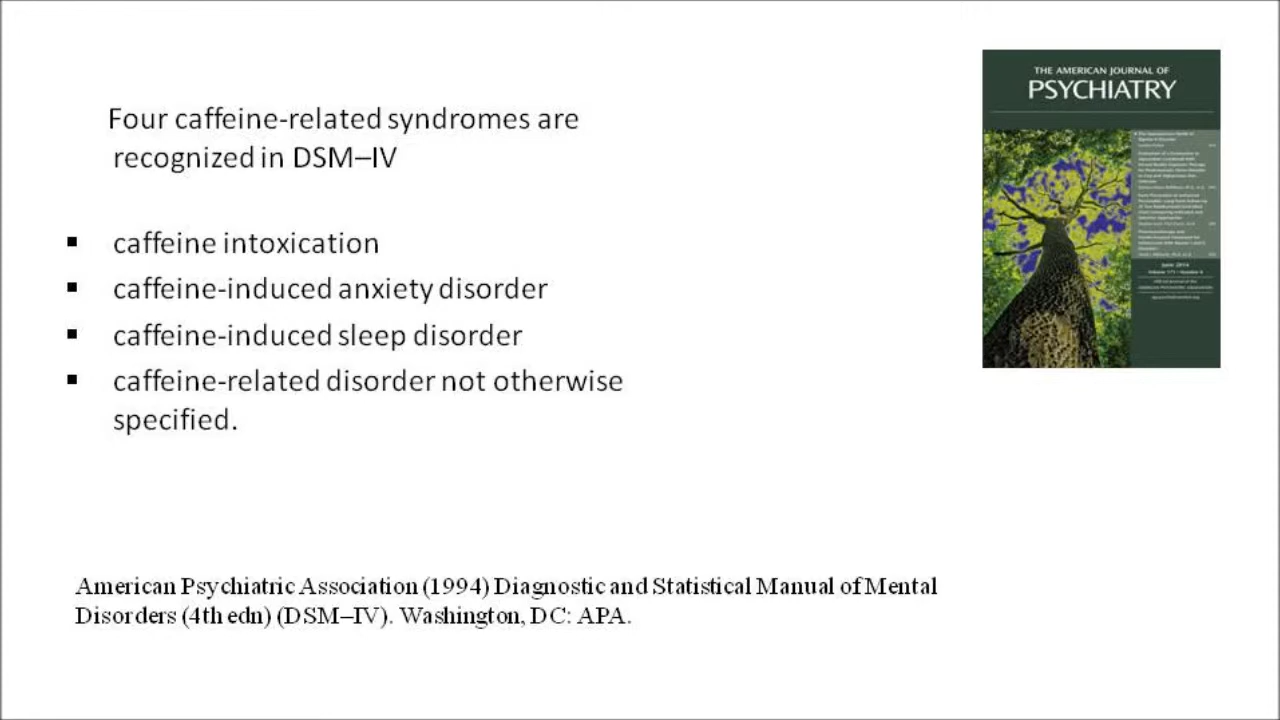 Four caffeine-related syndromes are
recognized in DSM–IV
▪ caffeine intoxication
▪ caffeine-induced anxiety disorder
▪ caffeine-induced sleep disorder
▪ caffeine-related disorder not otherwise
specified.
THE AMERICAN JOURNAL OF
PSYCHIATRY
June 2014
American Psychiatric Association (1994) Diagnostic and Statistical Manual of Mental
Disorders (4th edn) (DSM–IV). Washington, DC: APA.